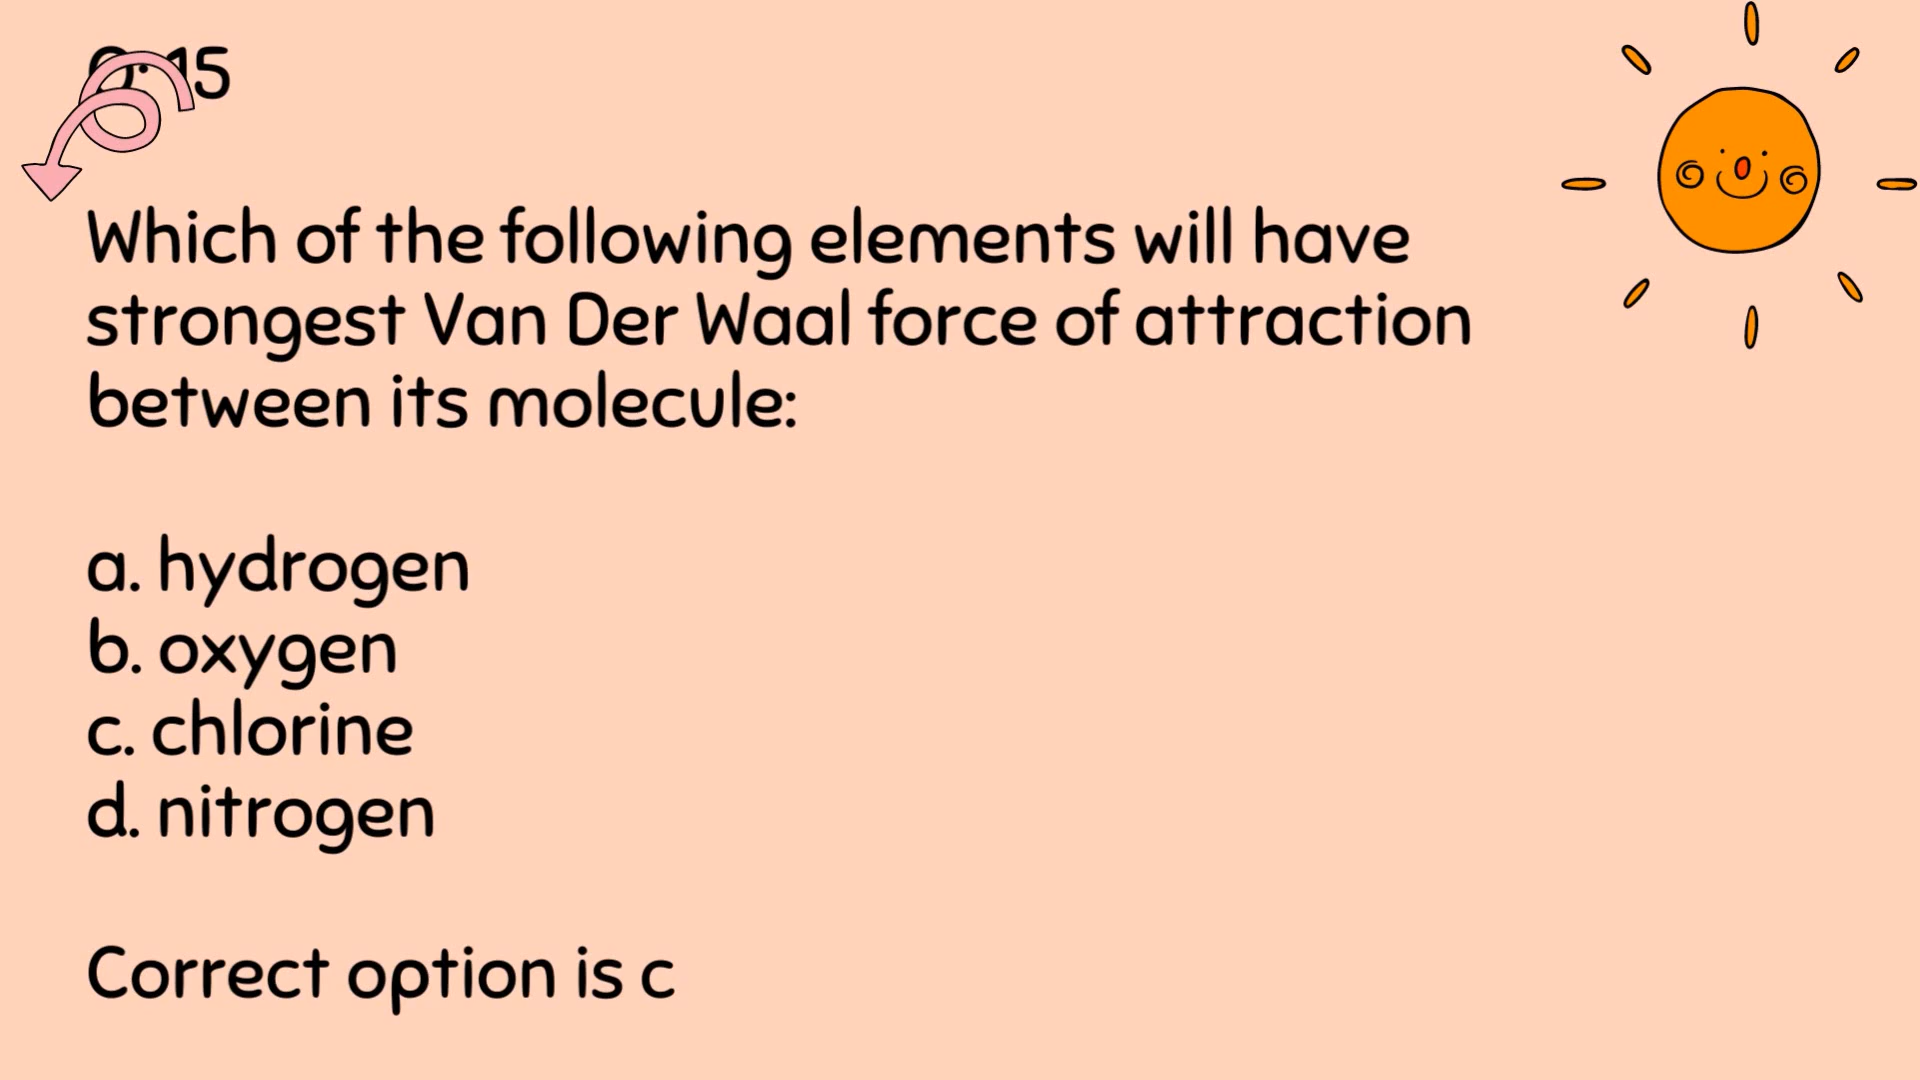 Q:15
Which of the following elements will have
strongest Van Der Waal force of attraction
between its molecule:
a. hydrogen
b. oxygen
c. chlorine
d. nitrogen
Correct option is c